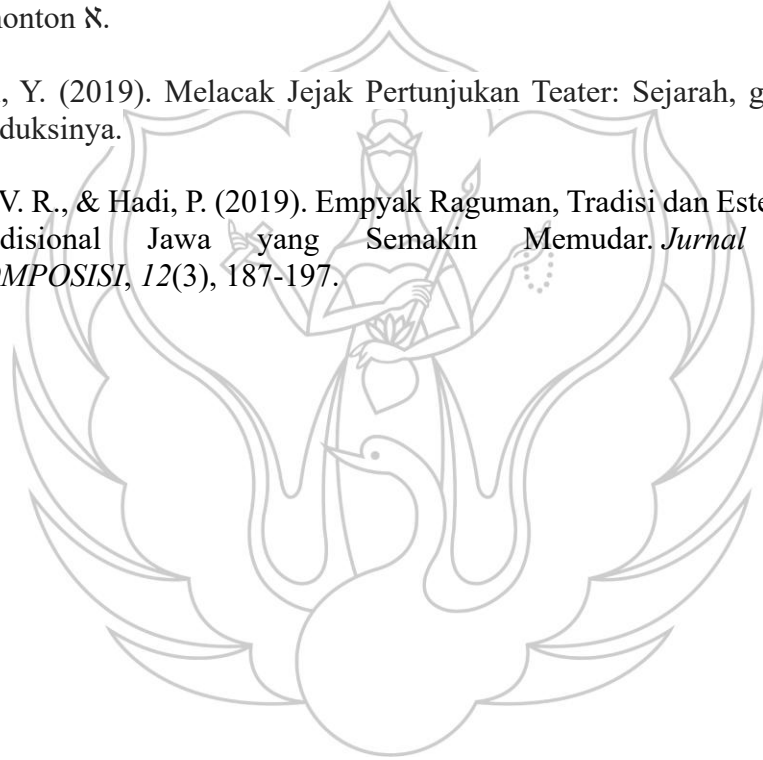 nonton א.
, Y. (2019). Melacak Jejak Pertunjukan Teater: Sejarah, g
duksinya.
V. R., & Hadi, P. (2019). Empyak Raguman, Tradisi dan Este
disional Jawa yang Semakin Memudar. Jurnal
OMPOSISI, 12(3), 187-197.